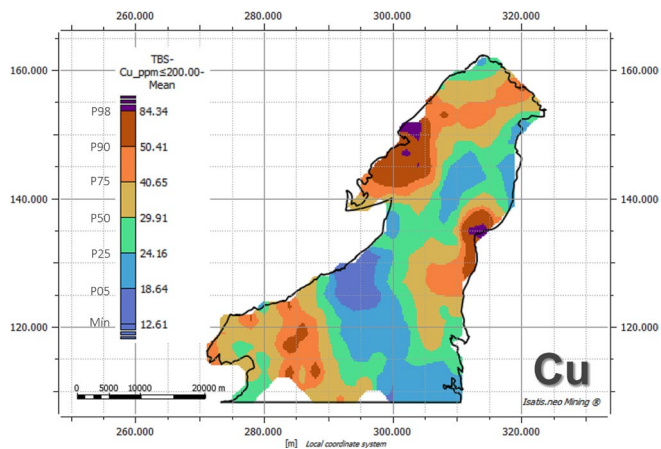 260.000 280.000 300.000 320.000
TBS-
Cu_ppm≤200.00-
Mean
P98 84.34
P90 50.41
P75 40.65
P50 29.91
P25 24.16
P05 18.64
Mín 12.61
160.000 160.000
140.000 140.000
120.000 120.000
0 5000 10000 20000 m
Cu
Isatis.neo Mining ®
260.000 280.000 300.000 320.000
[m] Local coordinate system